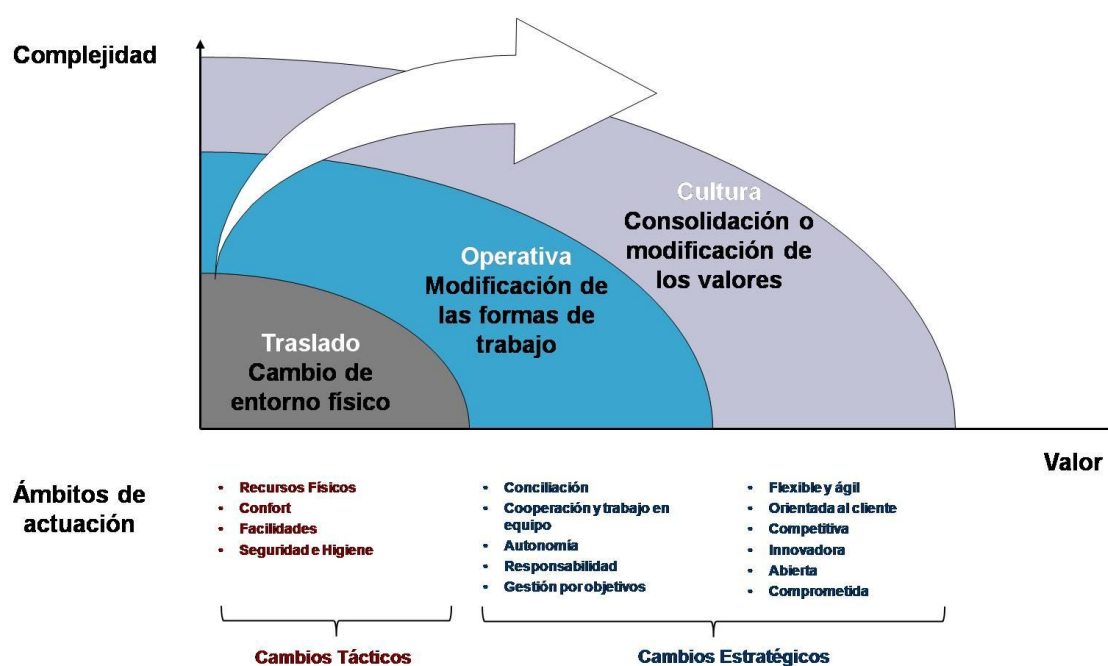 Complejidad
Cultura
Consolidación o
modificación de
los valores
Operativa
Modificación de
las formas de
trabajo
Traslado
Cambio de
entorno físico
Valor
Ámbitos de
actuación
• Recursos Físicos
• Confort
• Facilidades
• Seguridad e Higiene
• Conciliación
• Cooperación y trabajo en
equipo
• Autonomía
• Responsabilidad
• Gestión por objetivos
• Flexible y ágil
• Orientada al cliente
• Competitiva
• Innovadora
• Abierta
• Comprometida
Cambios Tácticos
Cambios Estratégicos